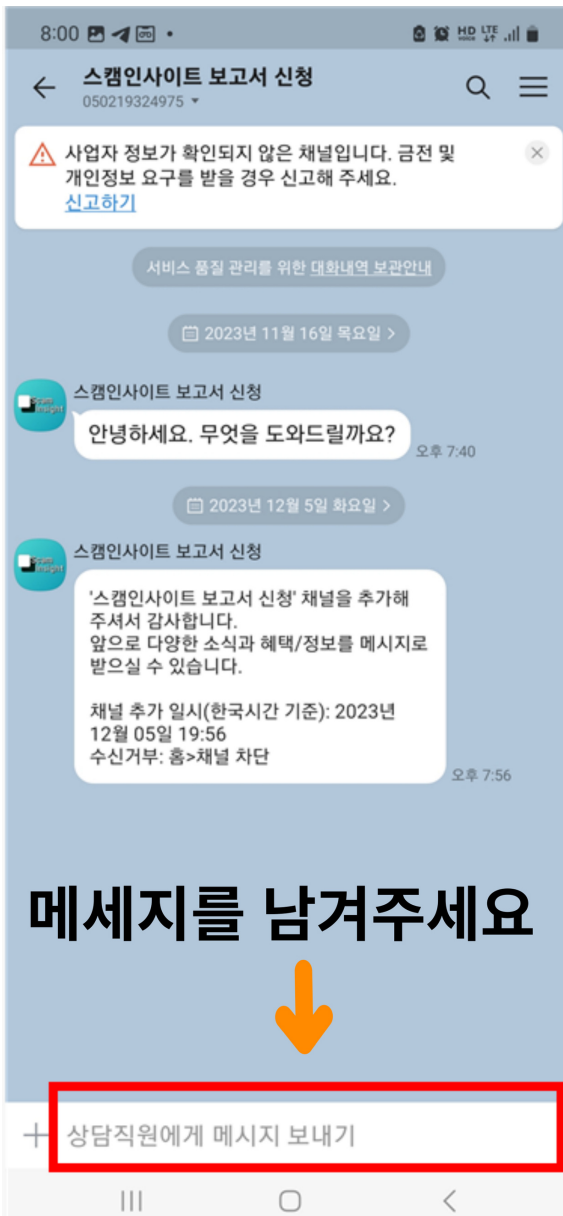 8:00
HD LTE
VOICE
스캠인사이트 보고서 신청
050219324975
사업자 정보가 확인되지 않은 채널입니다. 금전 및
개인정보 요구를 받을 경우 신고해 주세요.
신고하기
서비스 품질 관리를 위한 대화내역 보관안내
2023년 11월 16일 목요일 >
스캠인사이트 보고서 신청
Scam
Insight
안녕하세요. 무엇을 도와드릴까요?
오후 7:40
2023년 12월 5일 화요일 >
스캠인사이트 보고서 신청
Scam
Insight
'스캠인사이트 보고서 신청' 채널을 추가해
주셔서 감사합니다.
앞으로 다양한 소식과 혜택/정보를 메시지로
받으실 수 있습니다.
채널 추가 일시(한국시간 기준): 2023년
12월 05일 19:56
수신거부: 홈>채널 차단
오후 7:56
메세지를 남겨주세요
상담직원에게 메시지 보내기